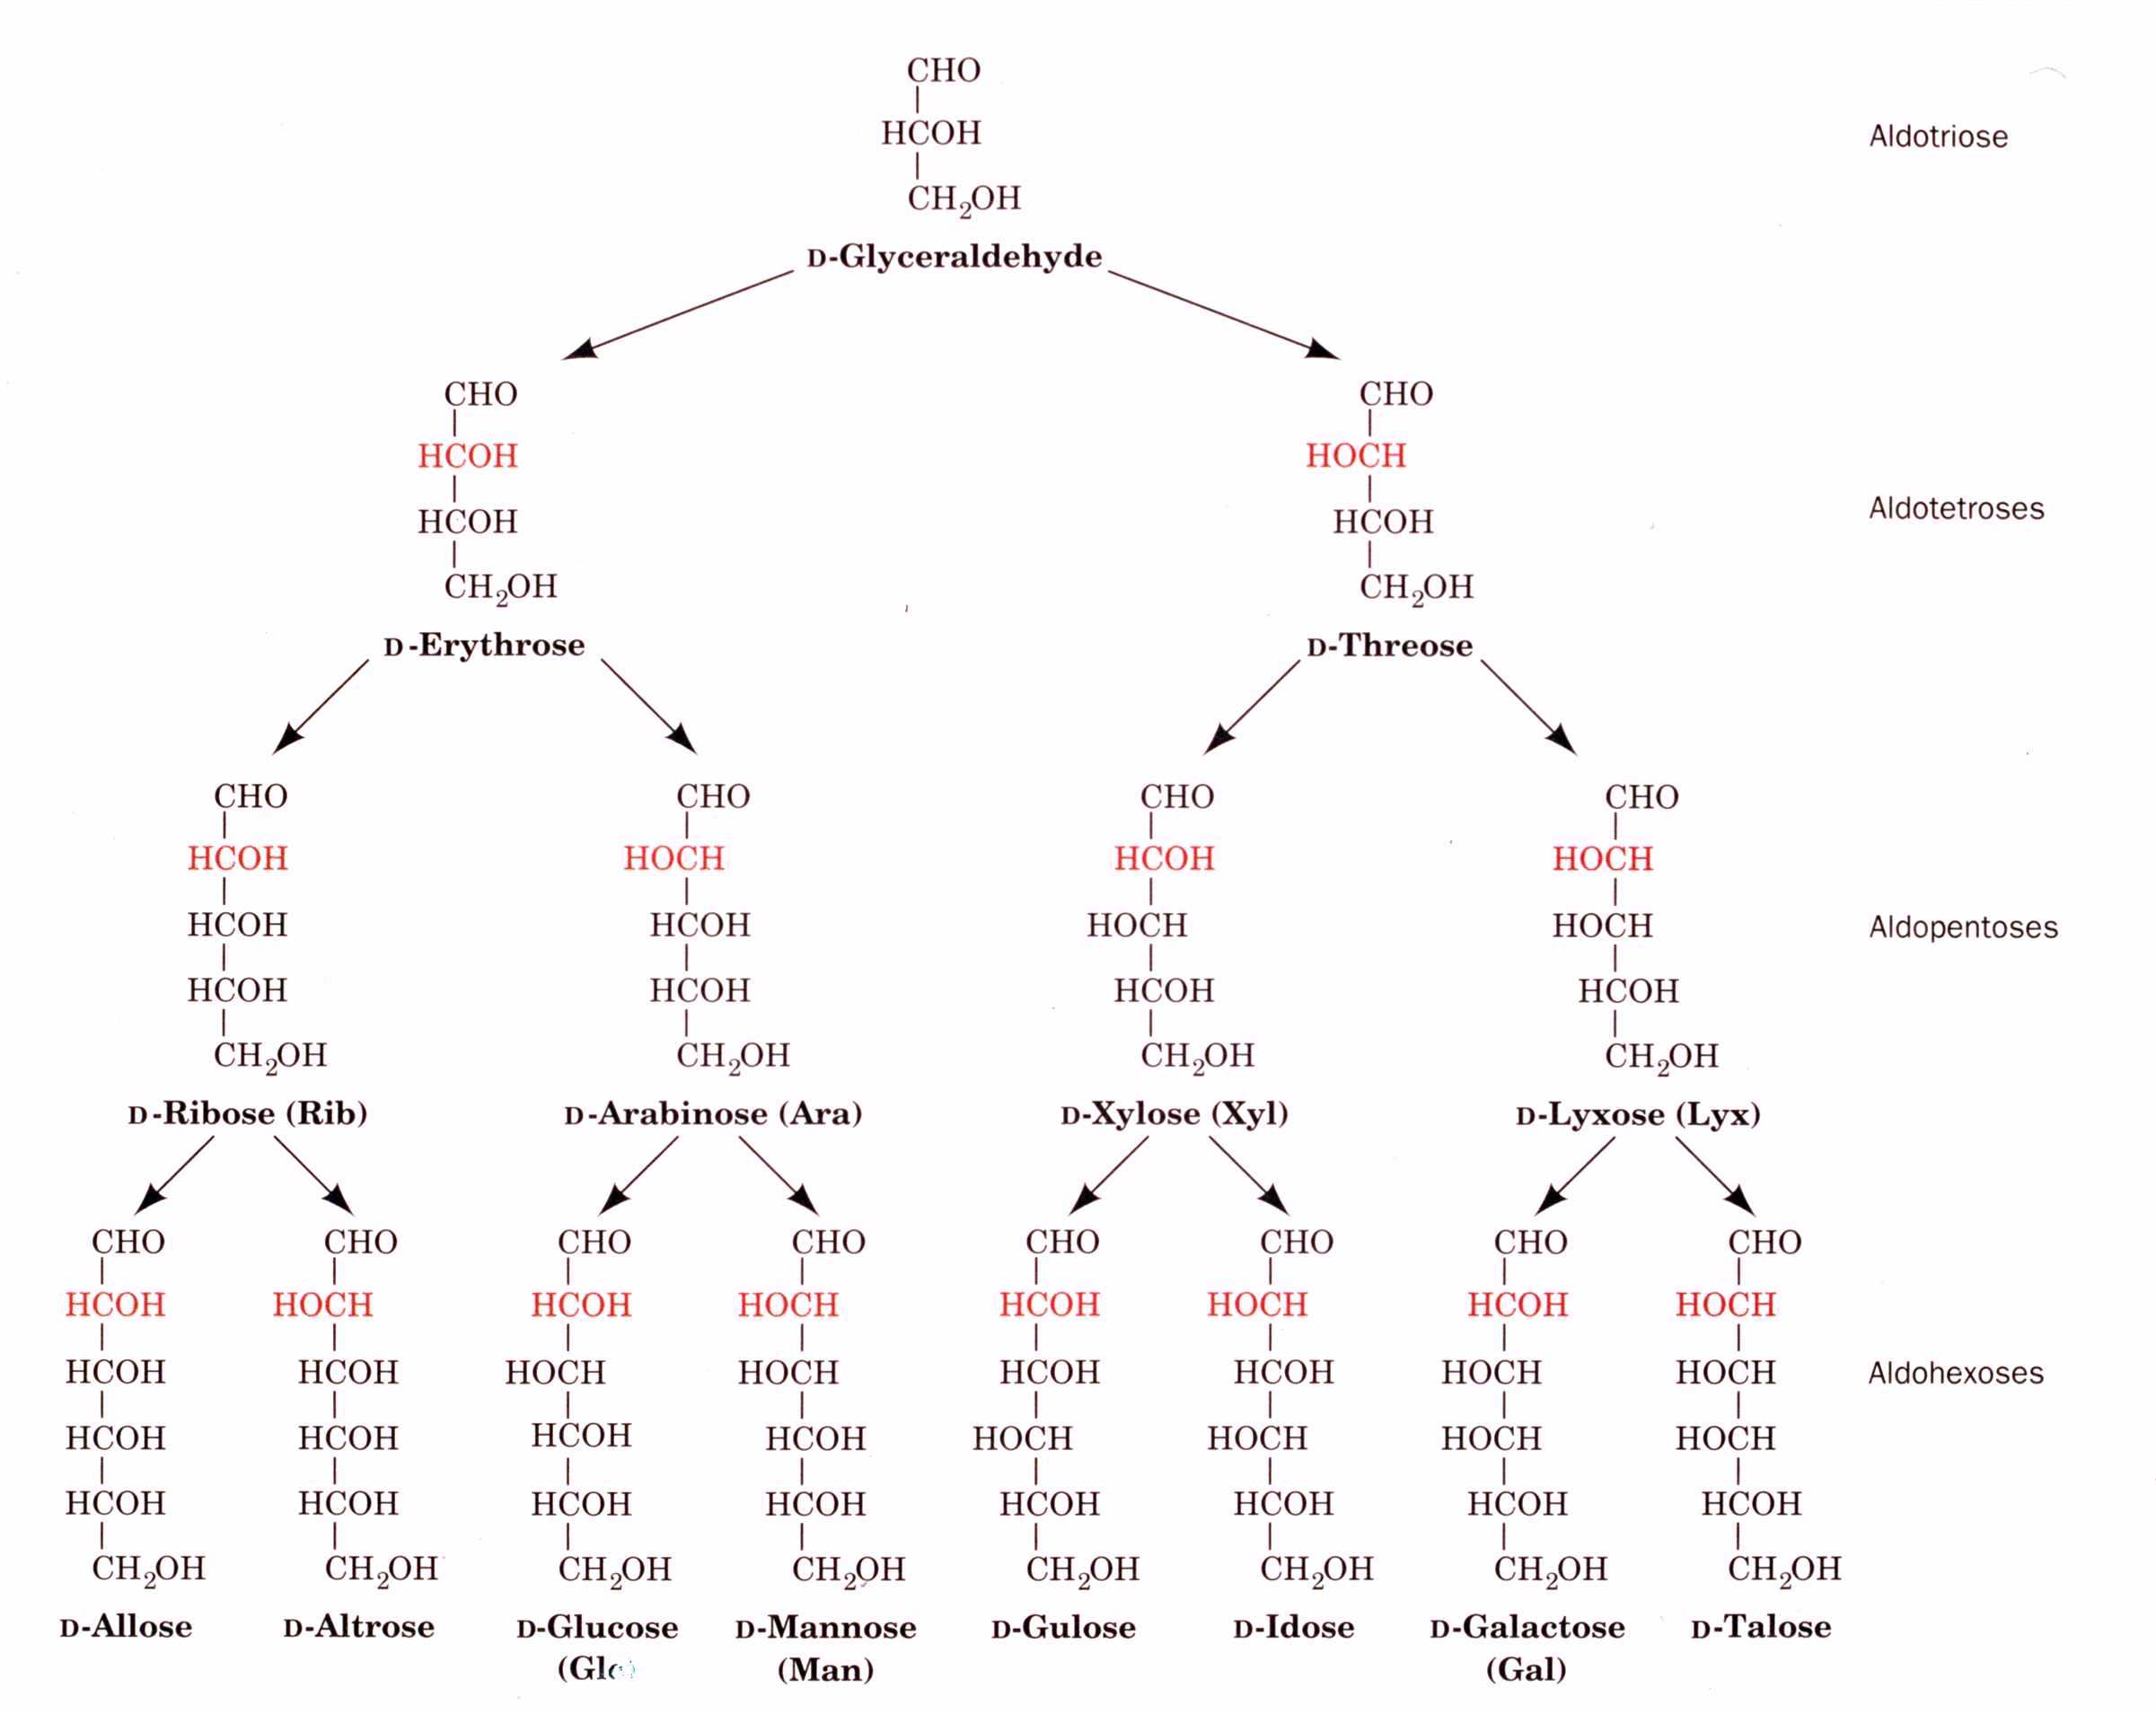 CHO
HCOH
Aldotriose
CH₂OH
D-Glyceraldehyde
CHO CHO
HCOH HOCH
HCOH HCOH
Aldotetroses
CH₂OH CH₂OH
D-Erythrose D-Threose
CHO CHO CHO CHO
HCOH HOCH HCOH HOCH
HCOH HCOH HOCH HOCH Aldopentoses
HCOH HCOH HCOH HCOH
CH₂OH CH₂OH CH₂OH CH₂OH
D-Ribose (Rib) D-Arabinose (Ara) D-Xylose (Xyl) D-Lyxose (Lyx)
CHO CHO CHO CHO CHO CHO CHO CHO
HCOH HOCH HCOH HOCH HCOH HOCH HCOH HOCH
HCOH HCOH HOCH HOCH HCOH HCOH HOCH HOCH Aldohexoses
HCOH HCOH HCOH HCOH HOCH HOCH HOCH HOCH
HCOH HCOH HCOH HCOH HCOH HCOH HCOH HCOH
CH₂OH CH₂OH CH₂OH CH₂OH CH₂OH CH₂OH CH₂OH CH₂OH
D-Allose D-Altrose D-Glucose D-Mannose D-Gulose D-Idose D-Galactose D-Talose
(Man) (Gal)